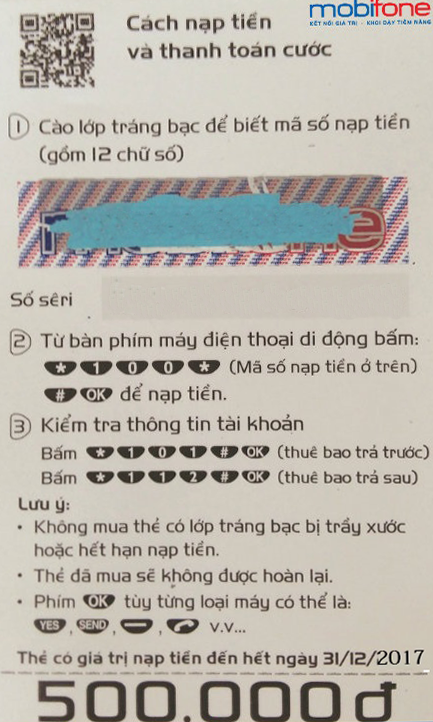 Cách nạp tiền
và thanh toán cước
mobifone
KẾT NỐI GIÁ TRỊ - KHƠI DẬY TIỀM NĂNG
1 Cào lớp tráng bạc để biết mã số nạp tiền
(gồm 12 chữ số)
Số sêri
2 Từ bàn phím máy điện thoại di động bấm:
* 1 0 0 * (Mã số nạp tiền ở trên)
# OK để nạp tiền.
3 Kiểm tra thông tin tài khoản
Bấm * 1 0 1 # OK (thuê bao trả trước)
Bấm * 1 1 2 # OK (thuê bao trả sau)
Lưu ý:
• Không mua thẻ có lớp tráng bạc bị trầy xước
hoặc hết hạn nạp tiền.
• Thẻ đã mua sẽ không được hoàn lại.
• Phím OK tùy từng loại máy có thể là:
YES , SEND , , v.v...
Thẻ có giá trị nạp tiền đến hết ngày 31/12/2017
500.000đ